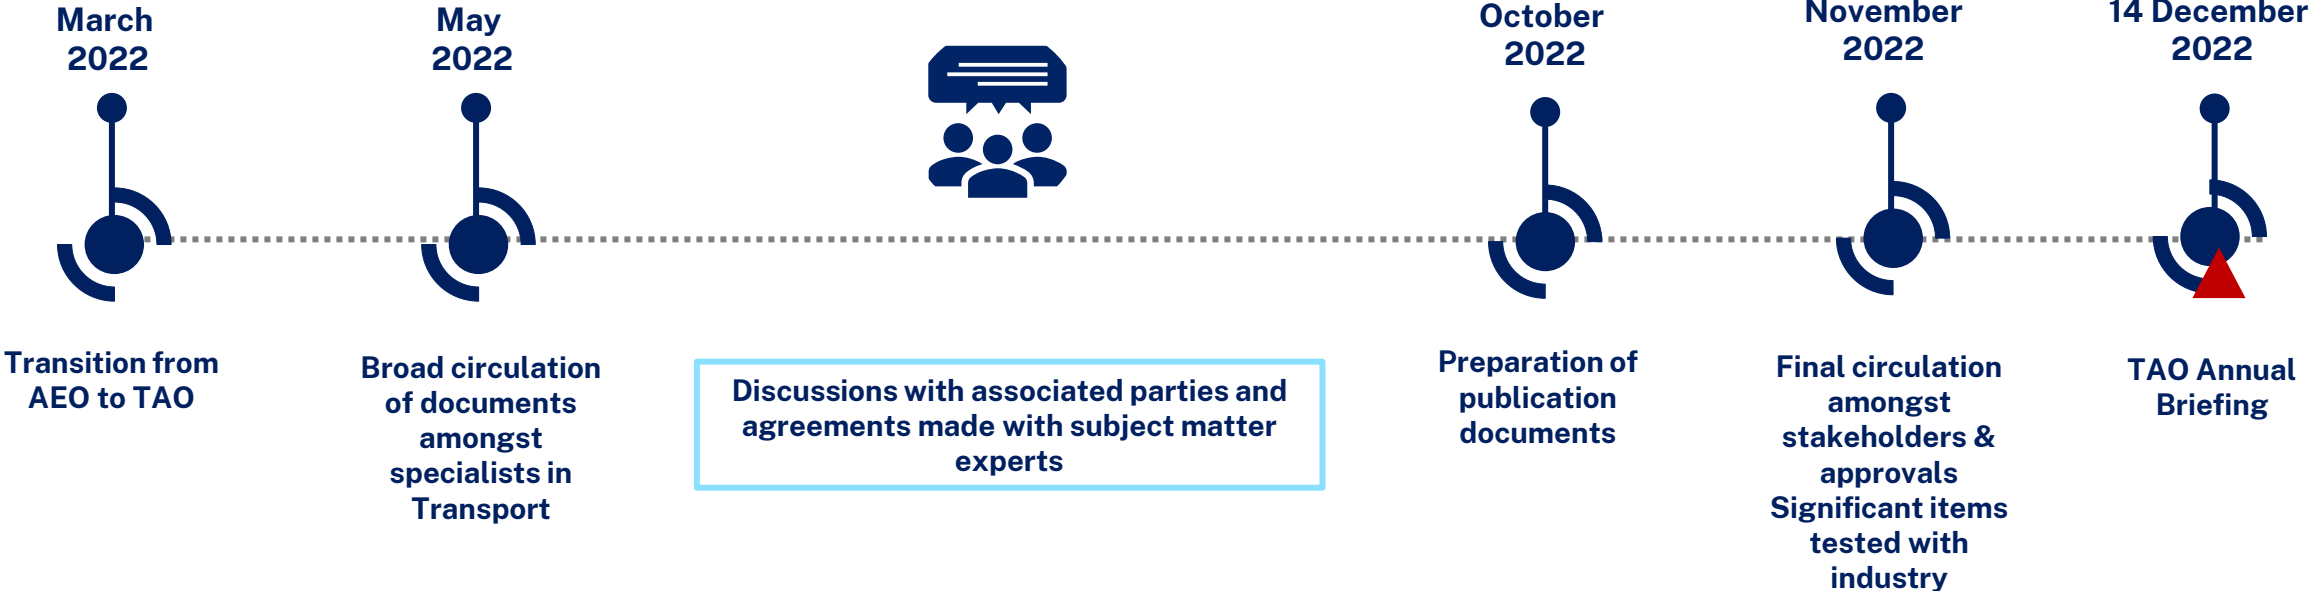 March
2022
Transition from
AEO to TAO
May
2022
Broad circulation
of documents
amongst
specialists in
Transport
Discussions with associated parties and
agreements made with subject matter
experts
October
2022
Preparation of
publication
documents
November
2022
Final circulation
amongst
stakeholders &
approvals
Significant items
tested with
industry
14 December
2022
TAO Annual
Briefing